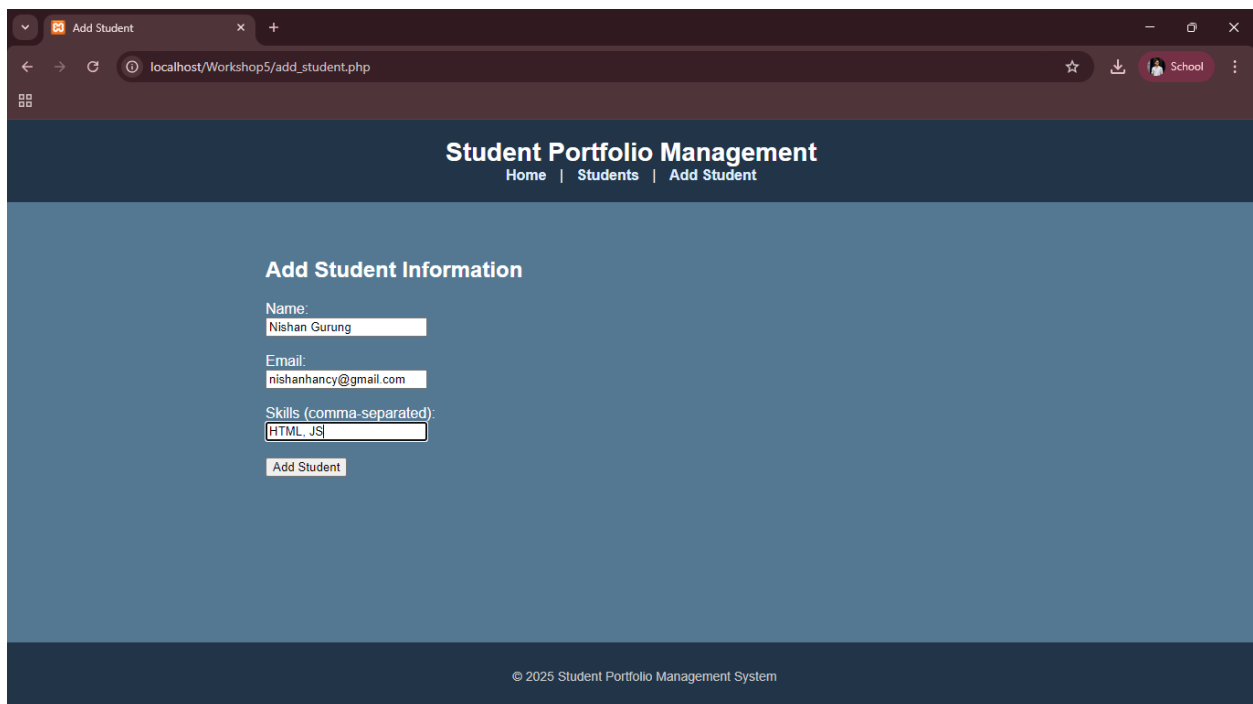 Add Student
localhost/Workshop5/add_student.php
School
Student Portfolio Management
Home | Students | Add Student
Add Student Information
Name:
Nishan Gurung
Email:
nishanhancy@gmail.com
Skills (comma-separated):
HTML, JS
Add Student
© 2025 Student Portfolio Management System